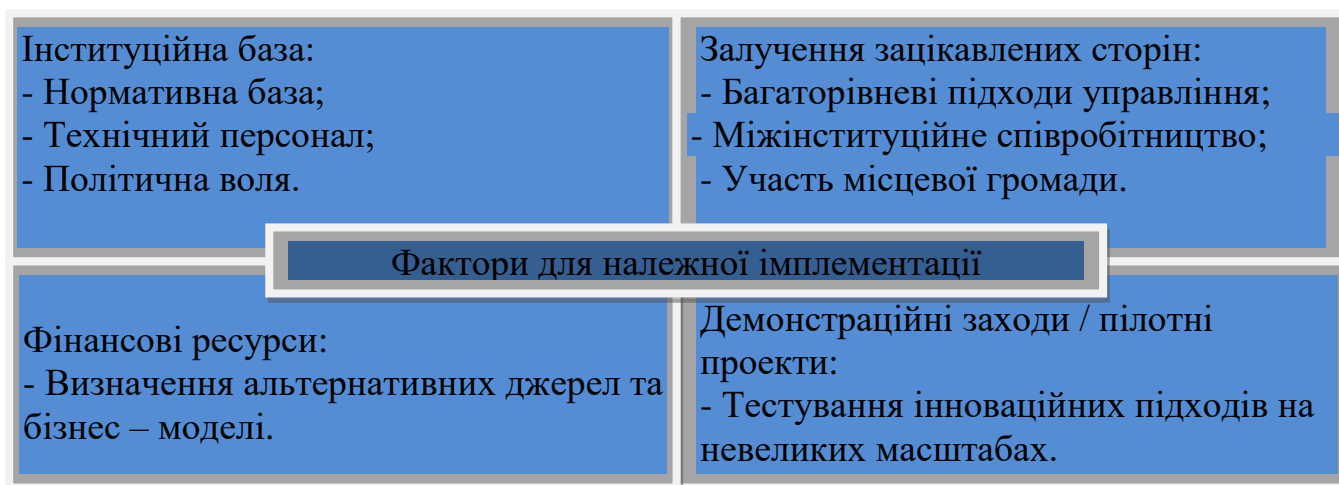 Інституційна база:
- Нормативна база;
- Технічний персонал;
- Політична воля.
Залучення зацікавлених сторін:
- Багаторівневі підходи управління;
- Міжінституційне співробітництво;
- Участь місцевої громади.
Фактори для належної імплементації
Фінансові ресурси:
- Визначення альтернативних джерел та
бізнес – моделі.
Демонстраційні заходи / пілотні
проекти:
- Тестування інноваційних підходів на
невеликих масштабах.